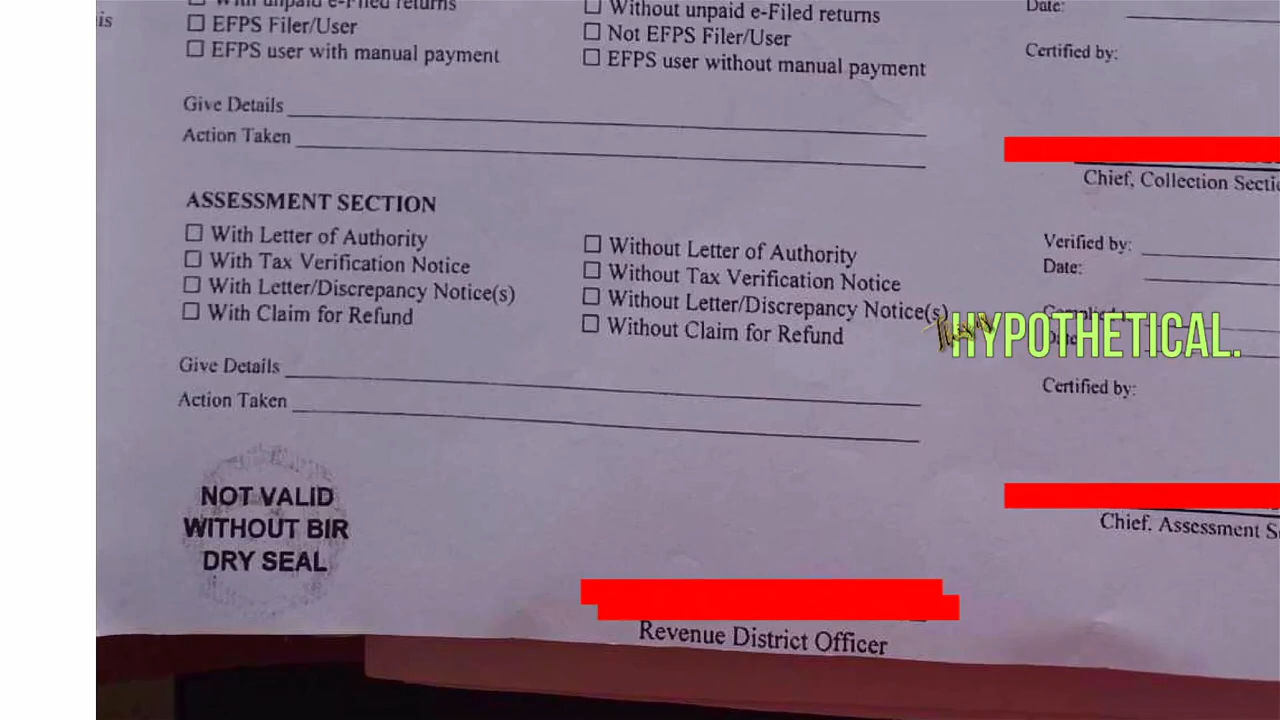 is
With unpaid e-Filed returns
EFPS Filer/User
EFPS user with manual payment
Without unpaid e-Filed returns
Not EFPS Filer/User
EFPS user without manual payment
Date:
Certified by:
Give Details
Action Taken
Chief, Collection Secti
ASSESSMENT SECTION
With Letter of Authority
With Tax Verification Notice
With Letter/Discrepancy Notice(s)
With Claim for Refund
Without Letter of Authority
Without Tax Verification Notice
Without Letter/Discrepancy Notice(s)
Without Claim for Refund
Verified by:
Date:
This is HYPOTHETICAL.
Certified by:
Give Details
Action Taken
NOT VALID
WITHOUT BIR
DRY SEAL
Chief. Assessment S
Revenue District Officer